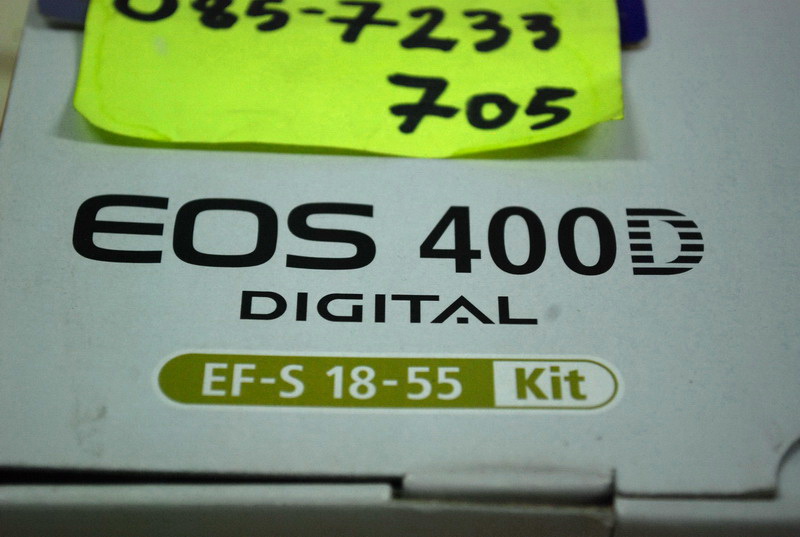 085-7233
705
EOS 400D
DIGITAL
EF-S 18-55 Kit